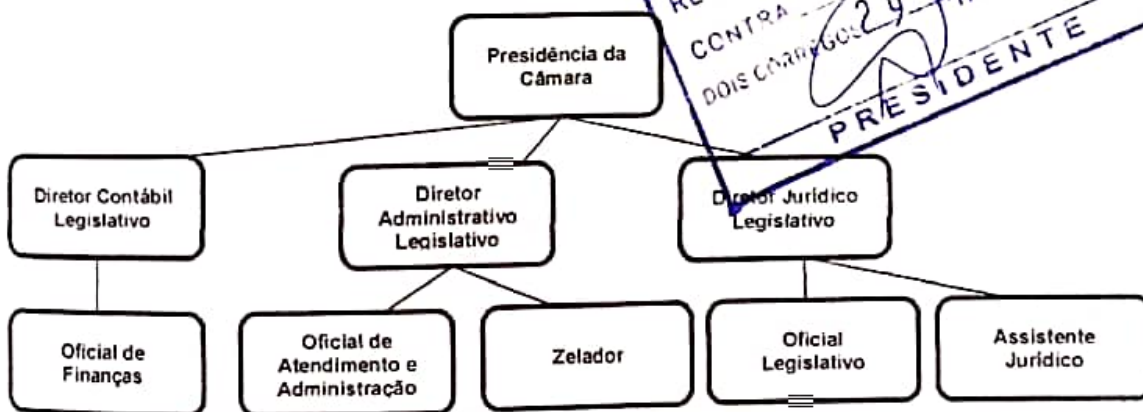 CONTRA
DOIS CÓRREGOS
PRESIDENTE
Presidência da
Câmara
Diretor Contábil
Legislativo
Diretor
Administrativo
Legislativo
Diretor Jurídico
Legislativo
Oficial de
Finanças
Oficial de
Atendimento e
Administração
Zelador
Oficial
Legislativo
Assistente
Jurídico